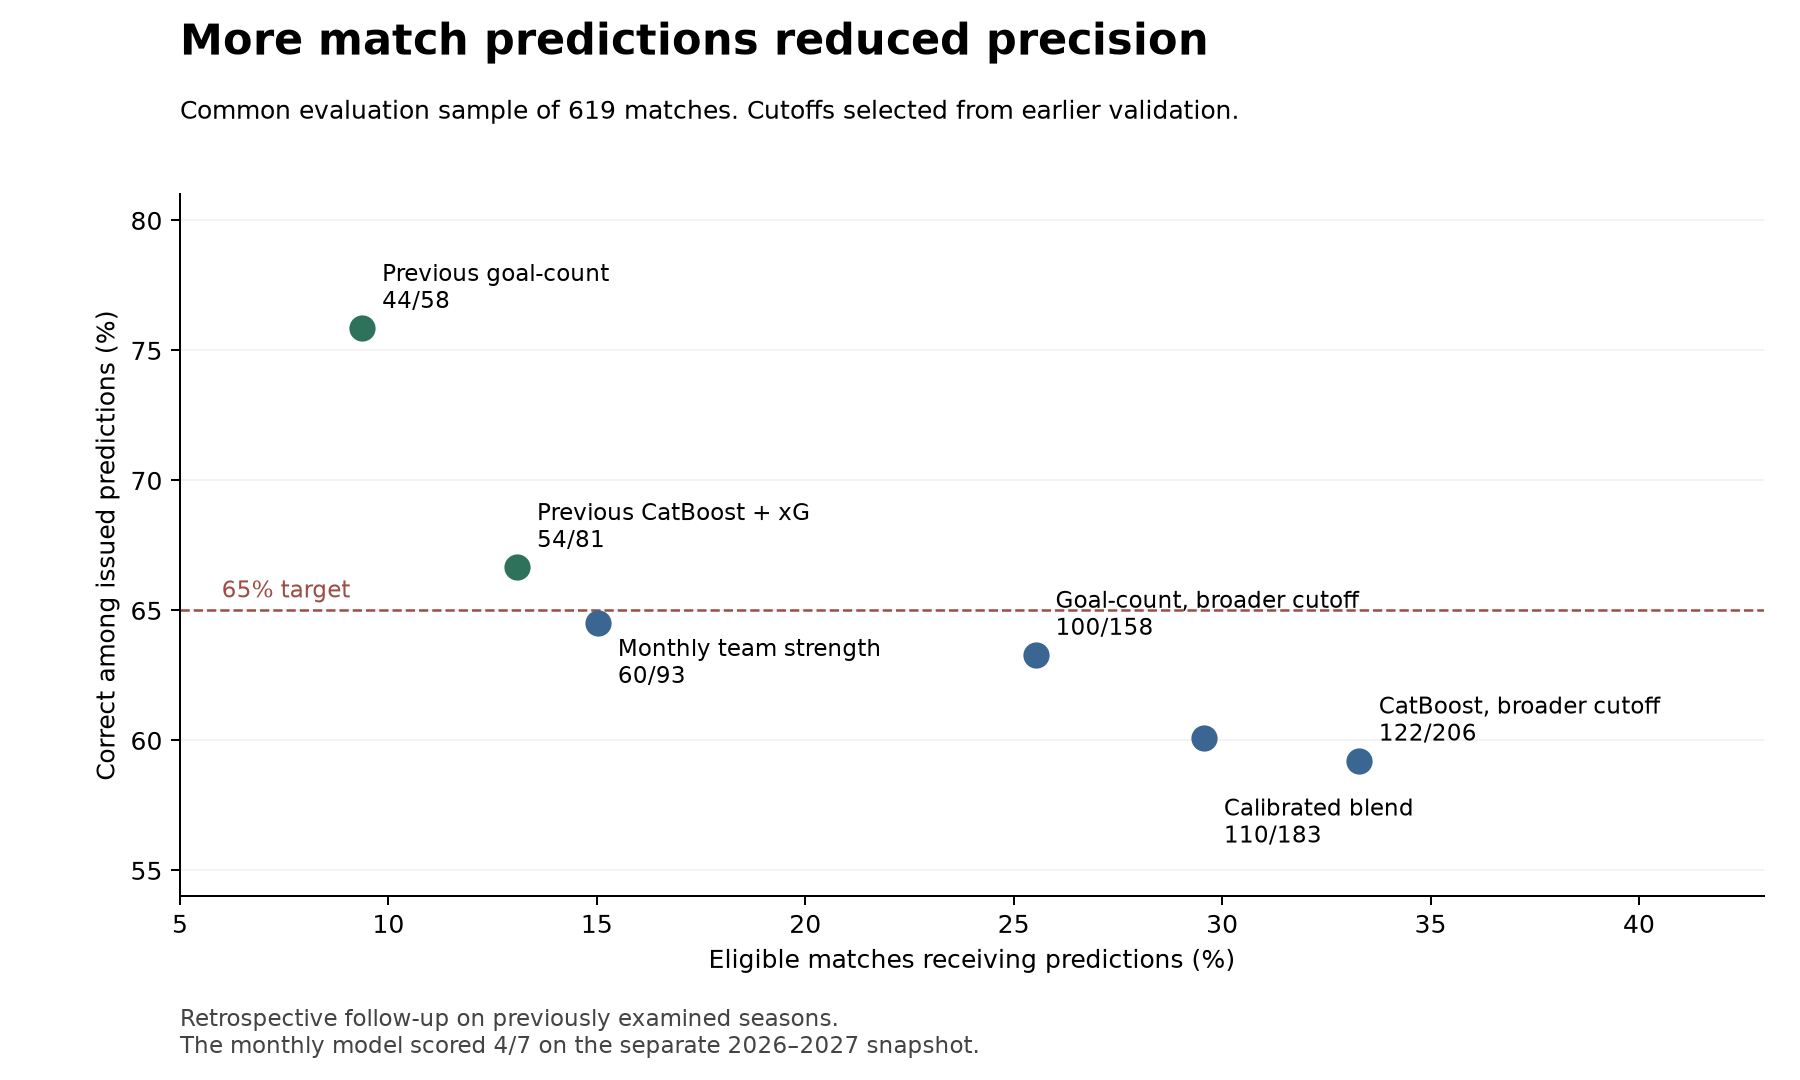 More match predictions reduced precision
Common evaluation sample of 619 matches. Cutoffs selected from earlier validation.
Correct among issued predictions (%)
80
75
70
65
60
55
Previous goal-count
44/58
Previous CatBoost + xG
54/81
65% target
Monthly team strength
60/93
Goal-count, broader cutoff
100/158
CatBoost, broader cutoff
122/206
Calibrated blend
110/183
5
10
15
20
25
30
35
40
Eligible matches receiving predictions (%)
Retrospective follow-up on previously examined seasons.
The monthly model scored 4/7 on the separate 2026–2027 snapshot.